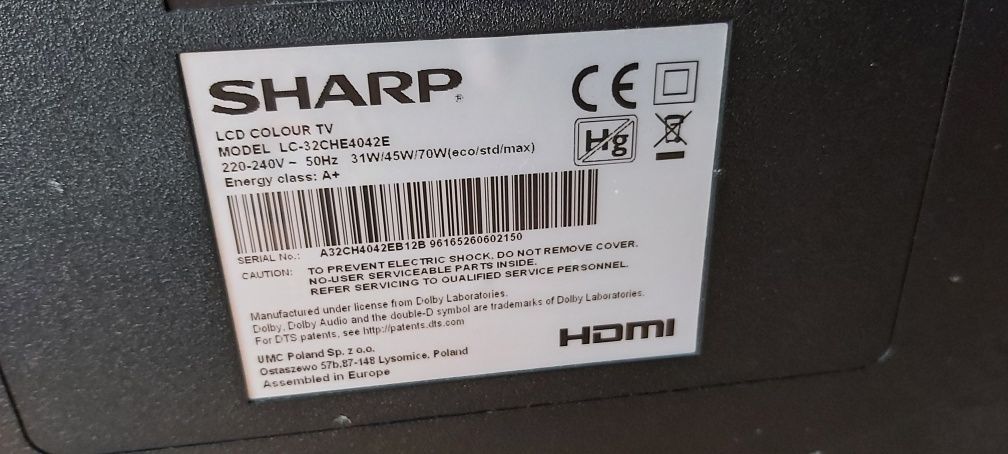 SHARP
CE
LCD COLOUR TV
MODEL LC-32CHE4042E
220-240V ~ 50Hz 31W/45W/70W(eco/std/max)
Energy class: A+
Hg
SERIAL No.: A32CH4042EB12B 96165260602150
CAUTION: TO PREVENT ELECTRIC SHOCK, DO NOT REMOVE COVER.
NO-USER SERVICEABLE PARTS INSIDE.
REFER SERVICING TO QUALIFIED SERVICE PERSONNEL.
Manufactured under license from Dolby Laboratories.
Dolby, Dolby Audio and the double-D symbol are trademarks of Dolby Laboratories.
For DTS patents, see http://patents.dts.com
HDMI
UMC Poland Sp. z o.o.
Ostaszewo 57b,87-148 Lysomice, Poland
Assembled in Europe